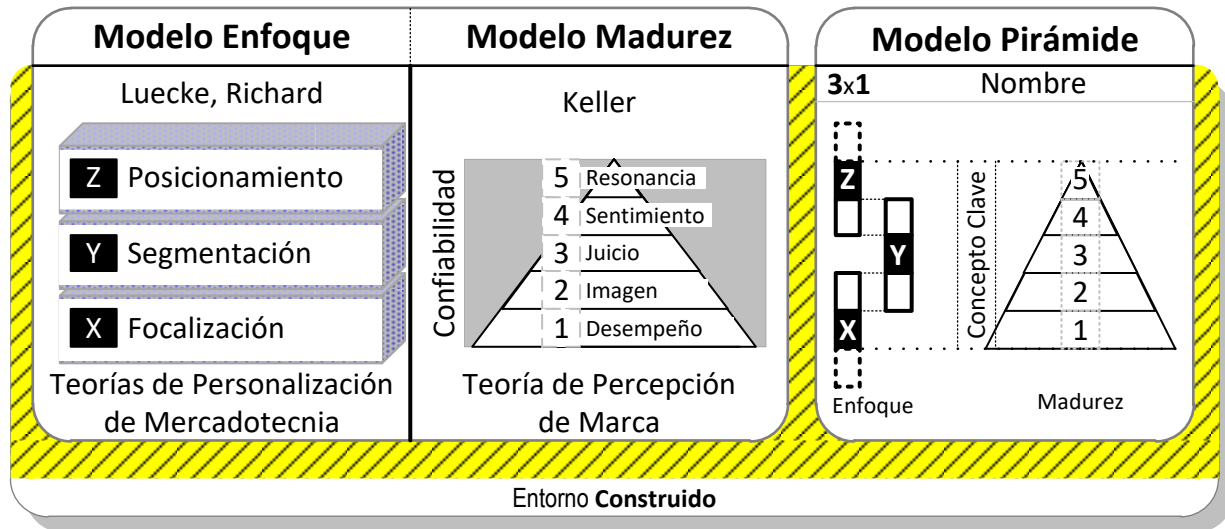 Modelo Enfoque
Luecke, Richard
Z Posicionamiento
Y Segmentación
X Focalización
Teorías de Personalización
de Mercadotecnia
Modelo Madurez
Keller
Confiabilidad
5 Resonancia
4 Sentimiento
3 Juicio
2 Imagen
1 Desempeño
Teoría de Percepción
de Marca
Modelo Pirámide
3x1 Nombre
Z
Y
X
Enfoque
Concepto Clave
5
4
3
2
1
Madurez
Entorno Construido